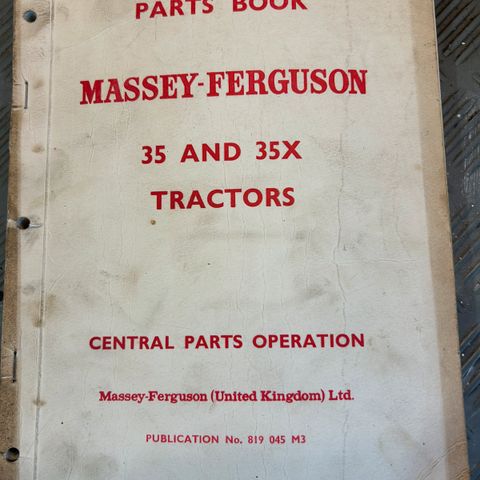 PARTS BOOK
MASSEY-FERGUSON
35 AND 35X
TRACTORS
CENTRAL PARTS OPERATION
Massey-Ferguson (United Kingdom) Ltd.
PUBLICATION No. 819 045 M3